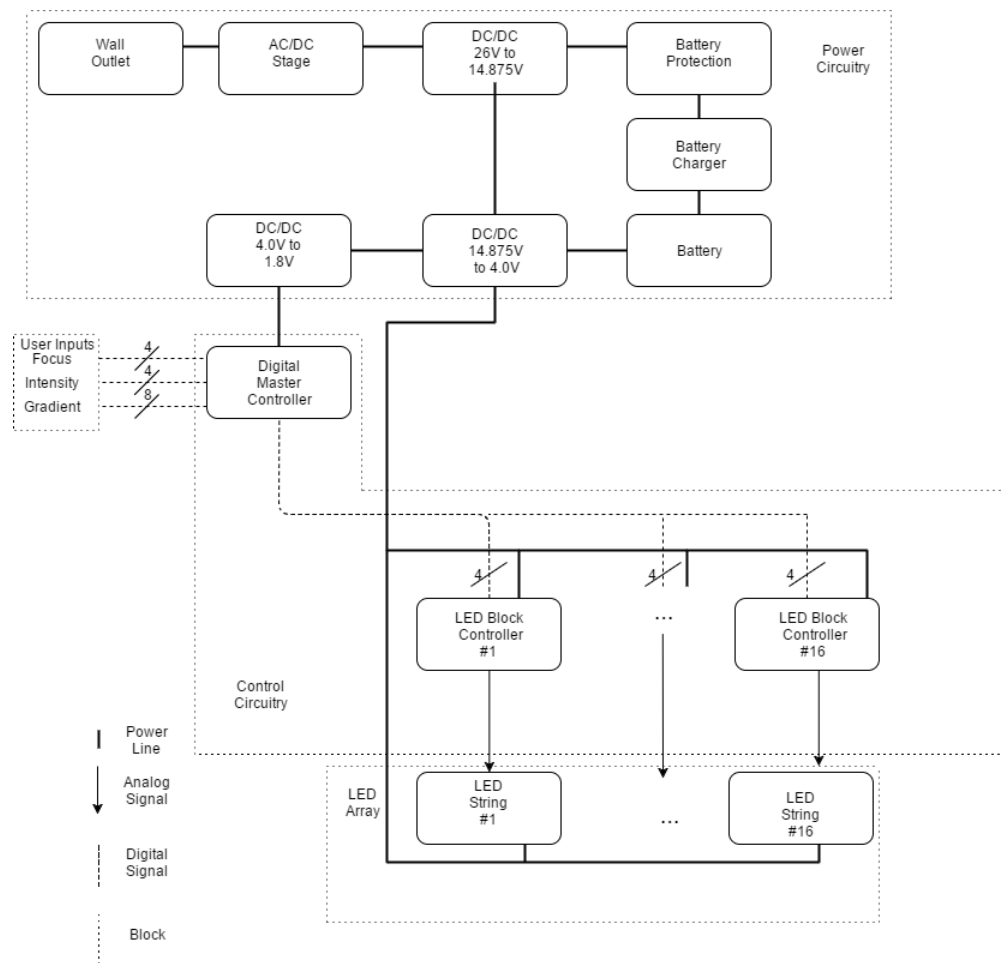 Wall
Outlet
AC/DC
Stage
DC/DC
26V to
14.875V
Battery
Protection
Power
Circuitry
Battery
Charger
DC/DC
4.0V to
1.8V
DC/DC
14.875V
to 4.0V
Battery
User Inputs
Focus
Intensity
Gradient
4
4
8
Digital
Master
Controller
4
4
4
LED Block
Controller
#1
...
LED Block
Controller
#16
Control
Circuitry
Power
Line
Analog
Signal
Digital
Signal
Block
LED
Array
LED
String
#1
...
LED
String
#16